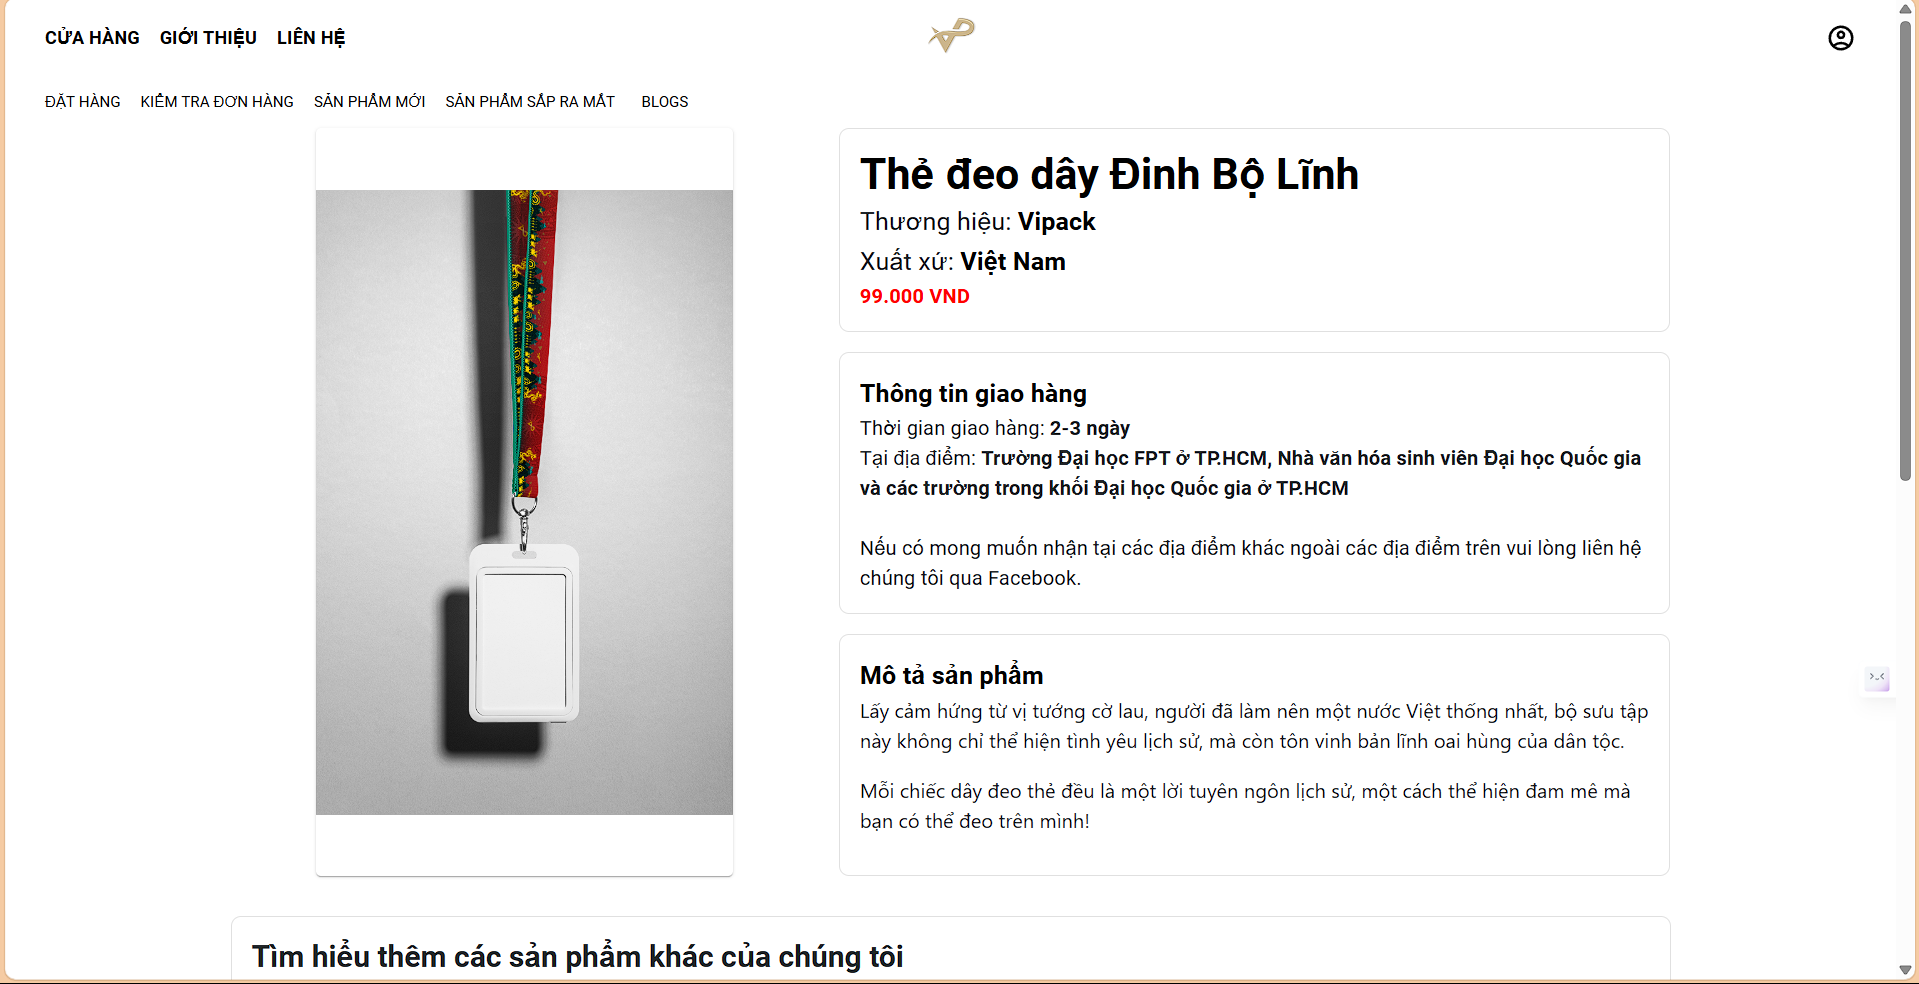 CỬA HÀNG GIỚI THIỆU LIÊN HỆ
ĐẶT HÀNG KIỂM TRA ĐƠN HÀNG SẢN PHẨM MỚI SẢN PHẨM SẮP RA MẮT BLOGS
Thẻ đeo dây Đinh Bộ Lĩnh
Thương hiệu: Vipack
Xuất xứ: Việt Nam
99.000 VND
Thông tin giao hàng
Thời gian giao hàng: 2-3 ngày
Tại địa điểm: Trường Đại học FPT ở TP.HCM, Nhà văn hóa sinh viên Đại học Quốc gia
và các trường trong khối Đại học Quốc gia ở TP.HCM
Nếu có mong muốn nhận tại các địa điểm khác ngoài các địa điểm trên vui lòng liên hệ
chúng tôi qua Facebook.
Mô tả sản phẩm
Lấy cảm hứng từ vị tướng cờ lau, người đã làm nên một nước Việt thống nhất, bộ sưu tập
này không chỉ thể hiện tình yêu lịch sử, mà còn tôn vinh bản lĩnh oai hùng của dân tộc.
Mỗi chiếc dây đeo thẻ đều là một lời tuyên ngôn lịch sử, một cách thể hiện đam mê mà
bạn có thể đeo trên mình!
Tìm hiểu thêm các sản phẩm khác của chúng tôi